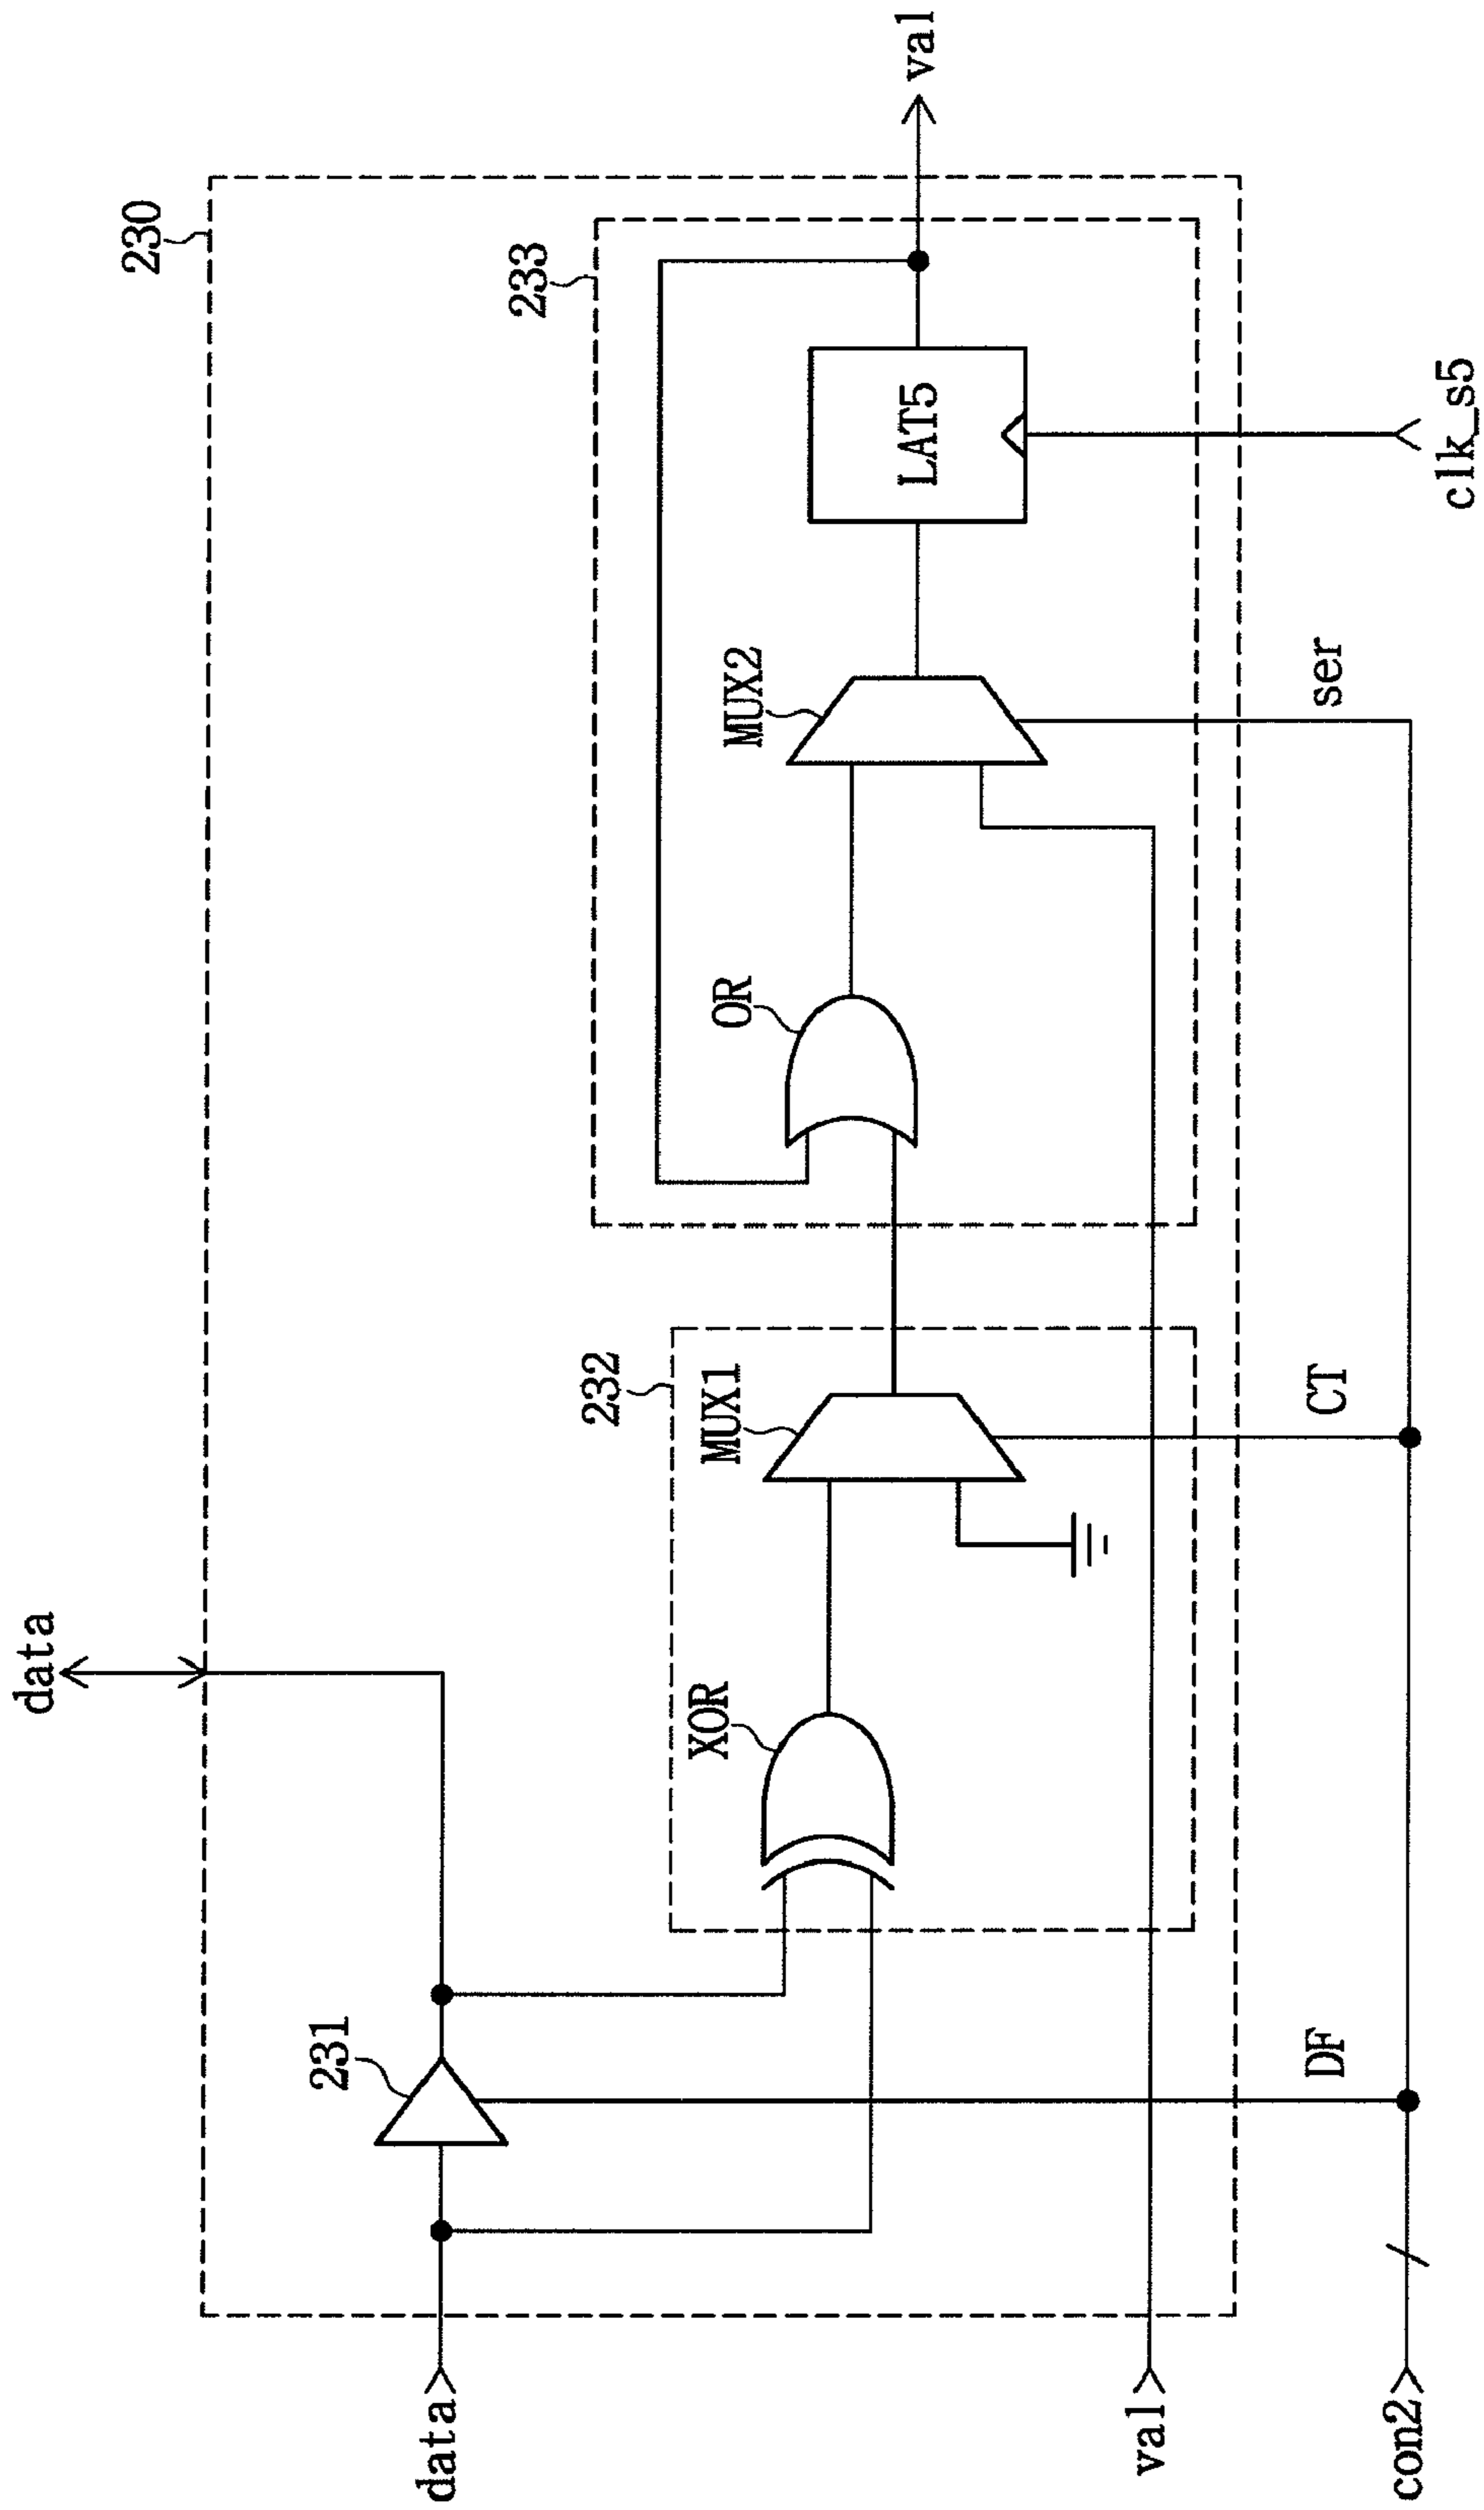 data
230
231
233
232
XOR
MUX1
OR
MUX2
LAT5
val
data
val
con2
DF
CT
ser
clk_s5